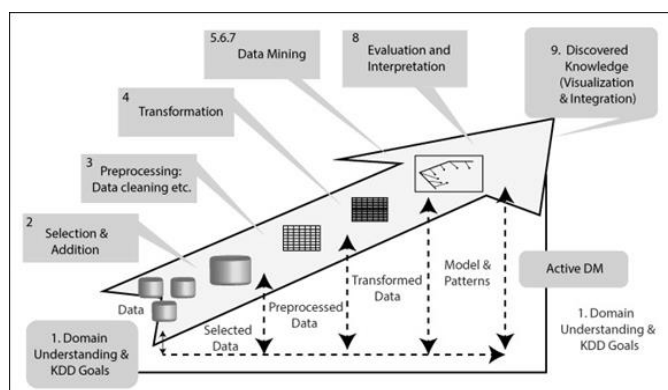 5.6.7
Data Mining
8
Evaluation and
Interpretation
9. Discovered
Knowledge
(Visualization
& Integration)
4
Transformation
3
Preprocessing:
Data cleaning etc.
2
Selection &
Addition
Data
Selected
Data
Preprocessed
Data
Transformed
Data
Model &
Patterns
Active DM
1. Domain
Understanding &
KDD Goals
1. Domain
Understanding &
KDD Goals